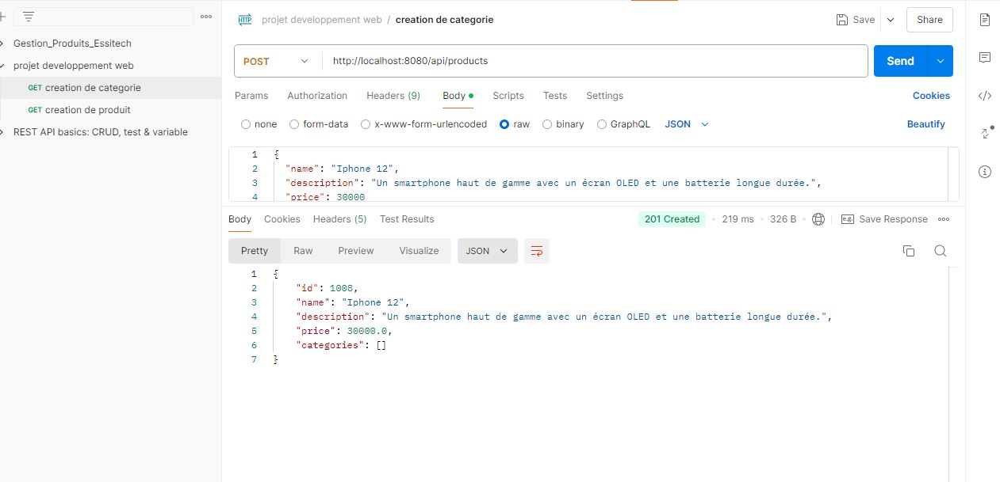 HTTP projet developpement web / creation de categorie Save Share
Gestion_Produits_Essitech
projet developpement web
GET creation de categorie
GET creation de produit
REST API basics: CRUD, test & variable
POST http://localhost:8080/api/products Send
Params Authorization Headers (9) Body Scripts Tests Settings Cookies
none form-data x-www-form-urlencoded raw binary GraphQL JSON Beautify
1 {
2 "name": "Iphone 12",
3 "description": "Un smartphone haut de gamme avec un écran OLED et une batterie longue durée.",
4 "price": 30000
Body Cookies Headers (5) Test Results 201 Created 219 ms 326 B e.g. Save Response
Pretty Raw Preview Visualize JSON
1 {
2 "id": 1008,
3 "name": "Iphone 12",
4 "description": "Un smartphone haut de gamme avec un écran OLED et une batterie longue durée.",
5 "price": 30000.0,
6 "categories": []
7 }